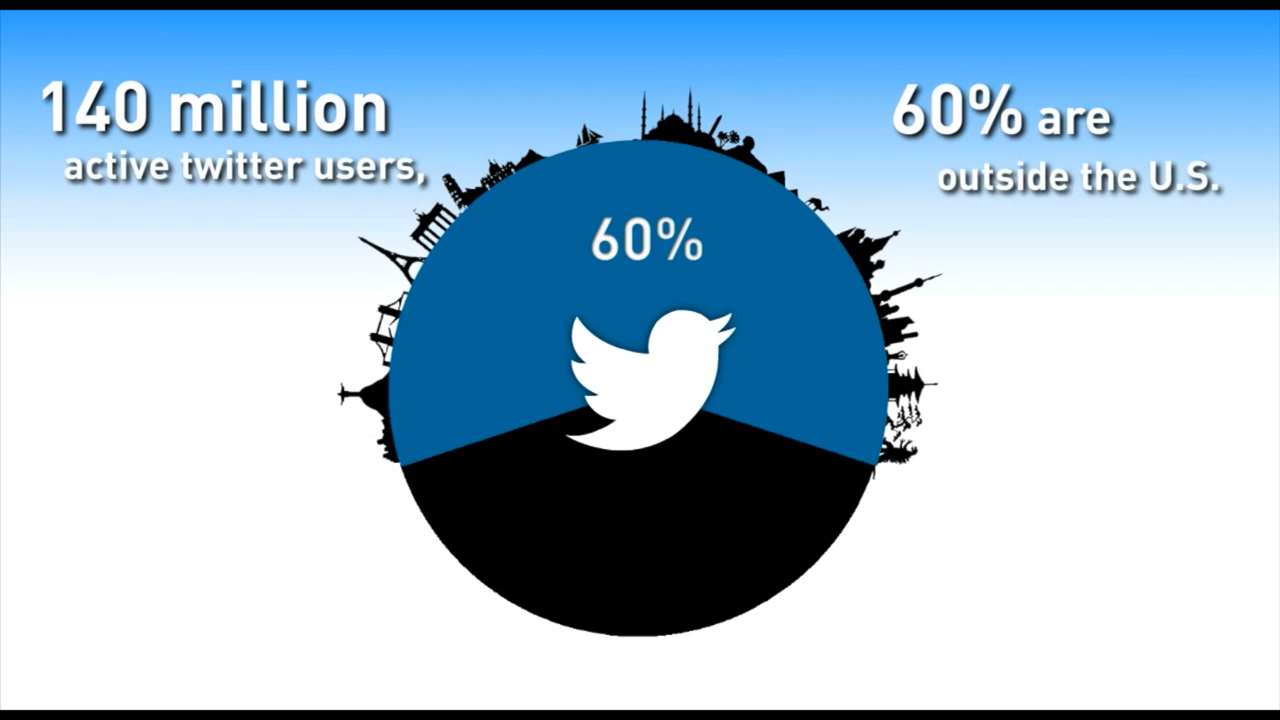 140 million
active twitter users,
60% are
outside the U.S.
60%